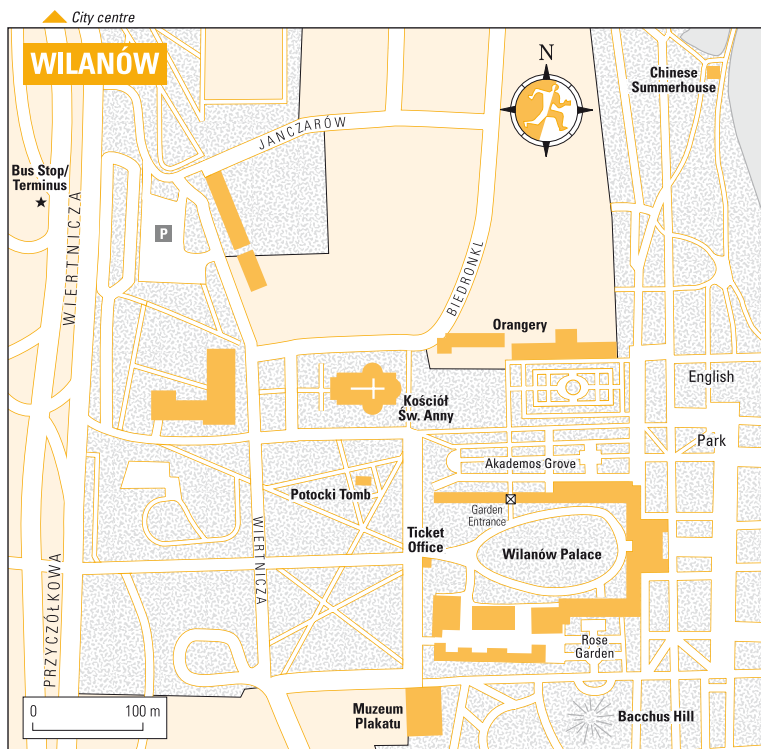 City centre
WILANÓW
N
Chinese
Summerhouse
JANCZARÓW
Bus Stop/
Terminus
WIERTNICZA
P
BIEDRONKL
Orangery
English
Kościół
Św. Anny
Park
Akademos Grove
Potocki Tomb
Garden
Entrance
WIERTNICZA
Ticket
Office
Wilanów Palace
PRZYCZÓŁKOWA
Rose
Garden
0
100 m
Muzeum
Plakatu
Bacchus Hill